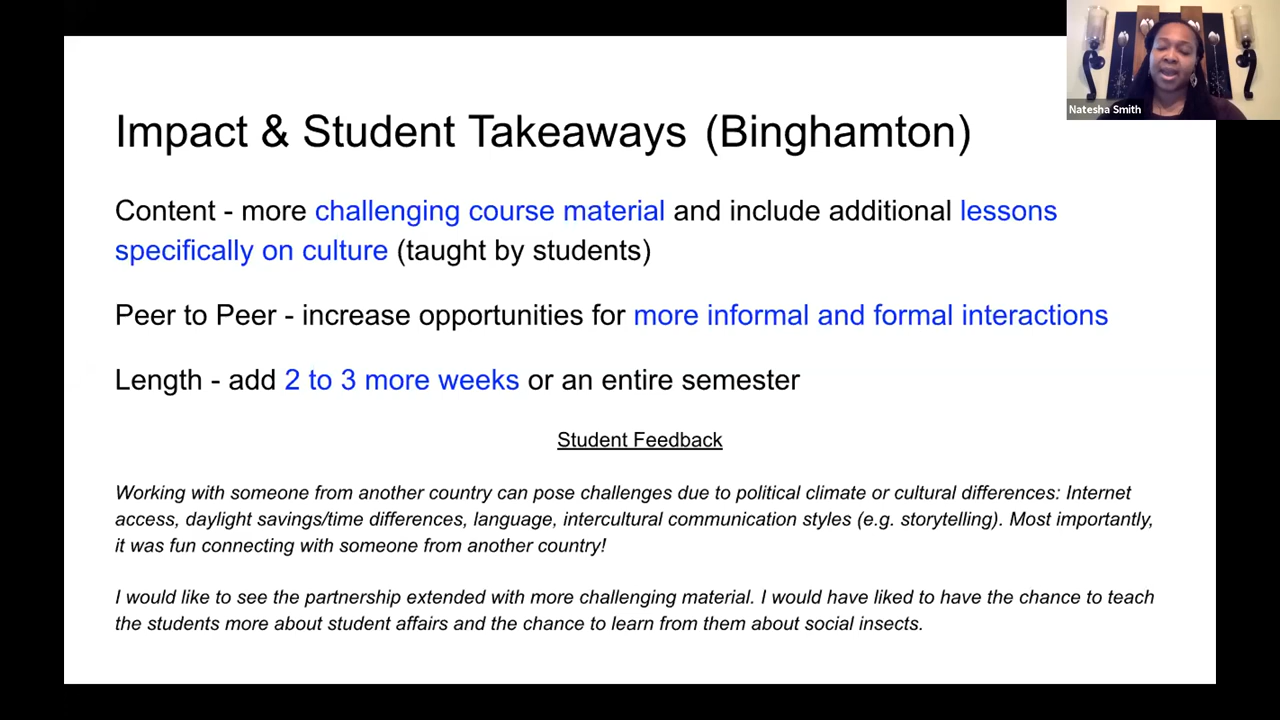 Natesha Smith
Impact & Student Takeaways (Binghamton)
Content - more challenging course material and include additional lessons
specifically on culture (taught by students)
Peer to Peer - increase opportunities for more informal and formal interactions
Length - add 2 to 3 more weeks or an entire semester
Student Feedback
Working with someone from another country can pose challenges due to political climate or cultural differences: Internet
access, daylight savings/time differences, language, intercultural communication styles (e.g. storytelling). Most importantly,
it was fun connecting with someone from another country!
I would like to see the partnership extended with more challenging material. I would have liked to have the chance to teach
the students more about student affairs and the chance to learn from them about social insects.